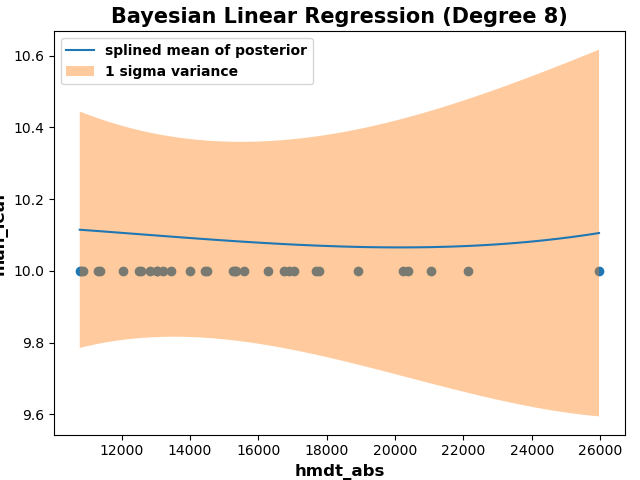 Bayesian Linear Regression (Degree 8)
splined mean of posterior
1 sigma variance
10.6
10.4
10.2
10.0
9.8
9.6
12000 14000 16000 18000 20000 22000 24000 26000
hmdt_abs